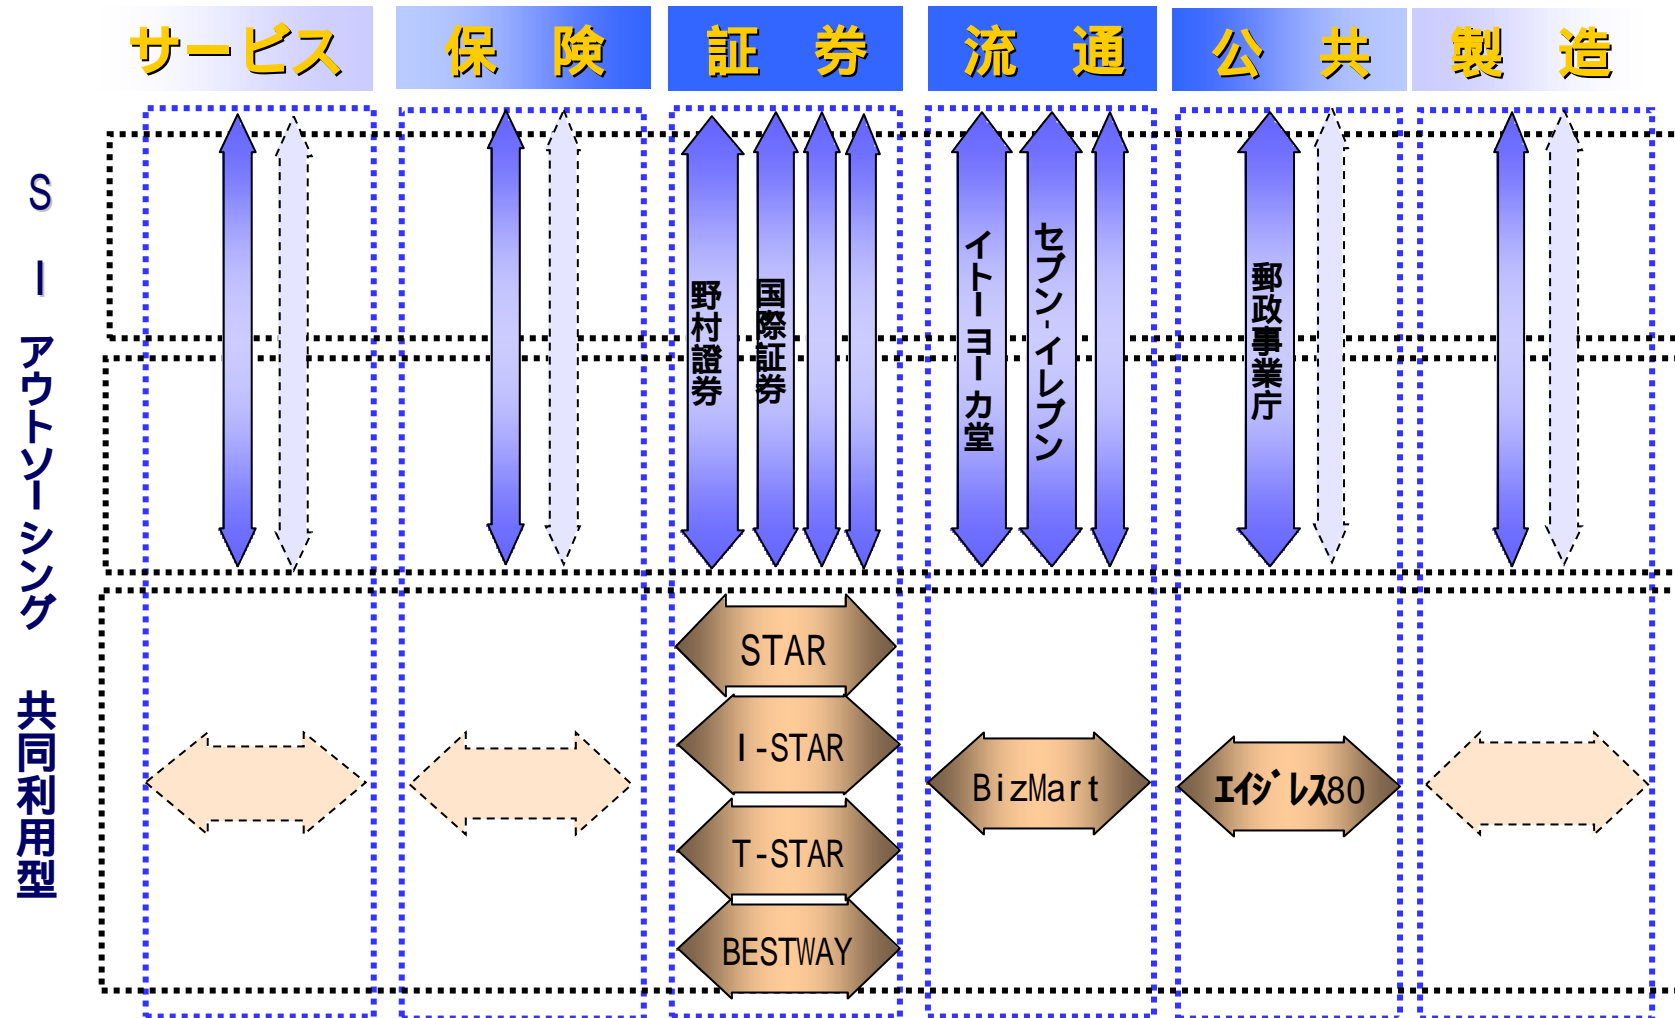 サービス
保 険
証 券
流 通
公 共
製 造
SI
アウトソーシング
共同利用型
野村證券
国際証券
イトーヨーカ堂
セブン-イレブン
郵政事業庁
STAR
I-STAR
T-STAR
BESTWAY
BizMart
エイジレス80